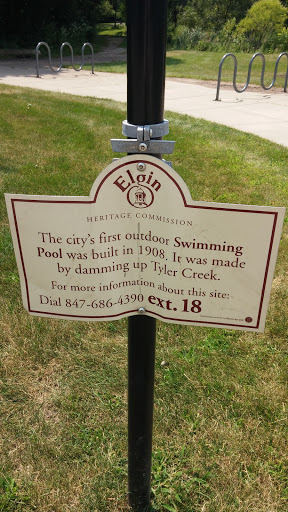 Elgin
HERITAGE COMMISSION
The city's first outdoor Swimming
Pool was built in 1908. It was made
by damming up Tyler Creek.
For more information about this site:
Dial 847-686-4390 ext. 18